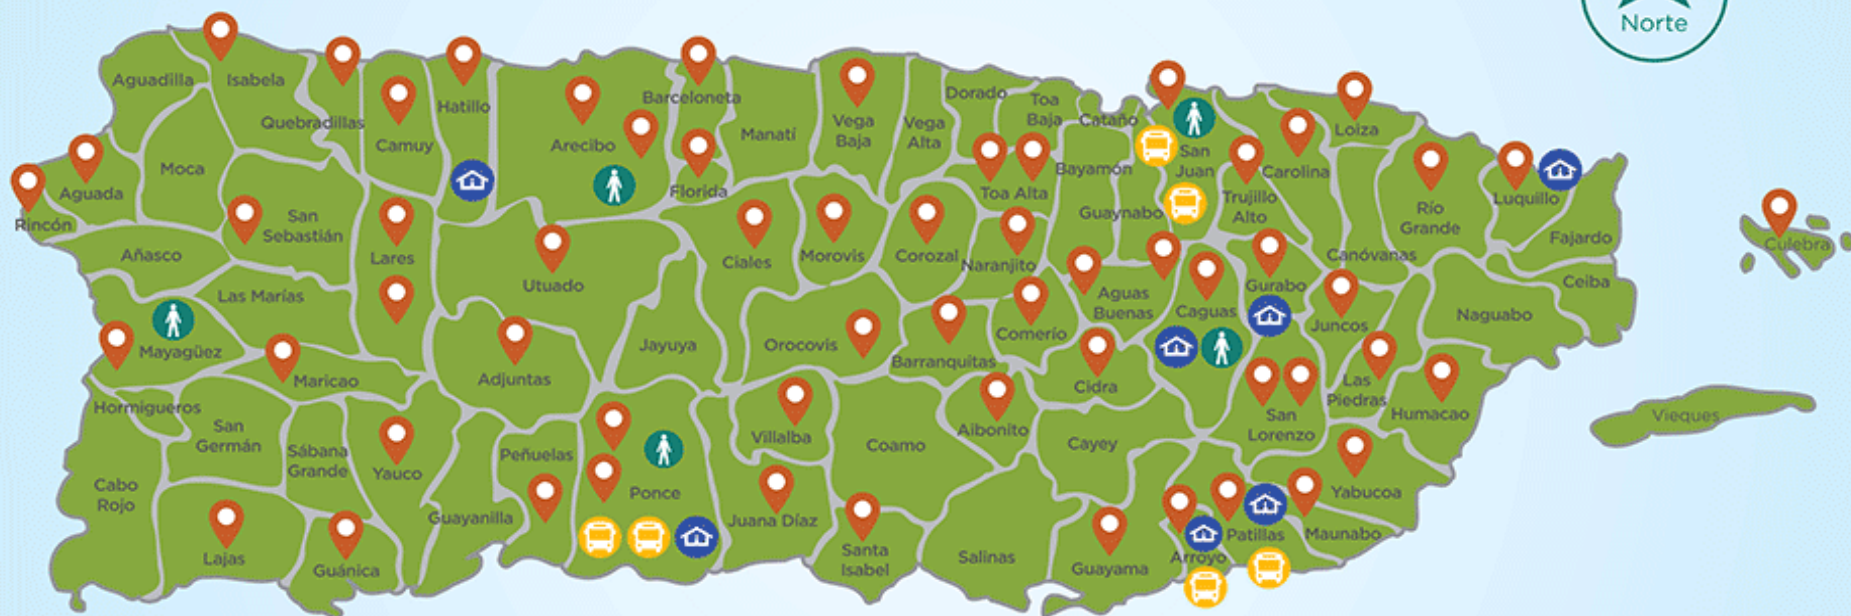 Norte
Aguadilla
Isabela
Quebradillas
Camuy
Hatillo
Arecibo
Barceloneta
Florida
Manatí
Vega
Baja
Vega
Alta
Dorado
Toa
Baja
Cataño
Toa Alta
Bayamón
Guaynabo
San
Juan
Trujillo
Alto
Carolina
Loiza
Canóvanas
Río
Grande
Luquillo
Fajardo
Ceiba
Culebra
Rincón
Aguada
Moca
San
Sebastián
Añasco
Lares
Las Marías
Utuado
Ciales
Morovis
Corozal
Naranjito
Aguas
Buenas
Caguas
Gurabo
Juncos
Naguabo
Mayagüez
Maricao
Adjuntas
Jayuya
Orocovis
Barranquitas
Comerío
Cidra
San
Lorenzo
Las
Piedras
Humacao
Vieques
Hormigueros
San
Germán
Sábana
Grande
Yauco
Peñuelas
Ponce
Villalba
Coamo
Aibonito
Cayey
Cabo
Rojo
Lajas
Guánica
Guayanilla
Juana Díaz
Santa
Isabel
Salinas
Guayama
Arroyo
Patillas
Maunabo
Yabucoa